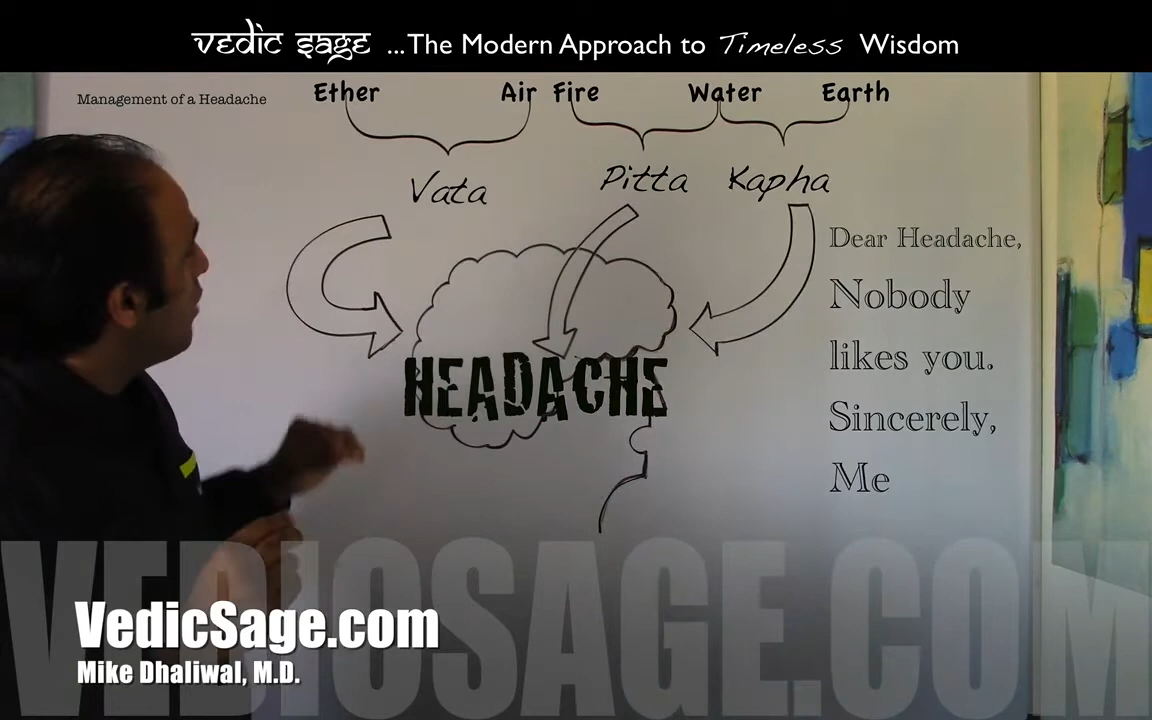 vedic sage ...The Modern Approach to Timeless Wisdom
Management of a Headache
Ether Air Fire Water Earth
Vata Pitta Kapha
Dear Headache,
Nobody
likes you.
Sincerely,
Me
HEADACHE
VEDICSAGE.COM
VedicSage.com
Mike Dhaliwal, M.D.